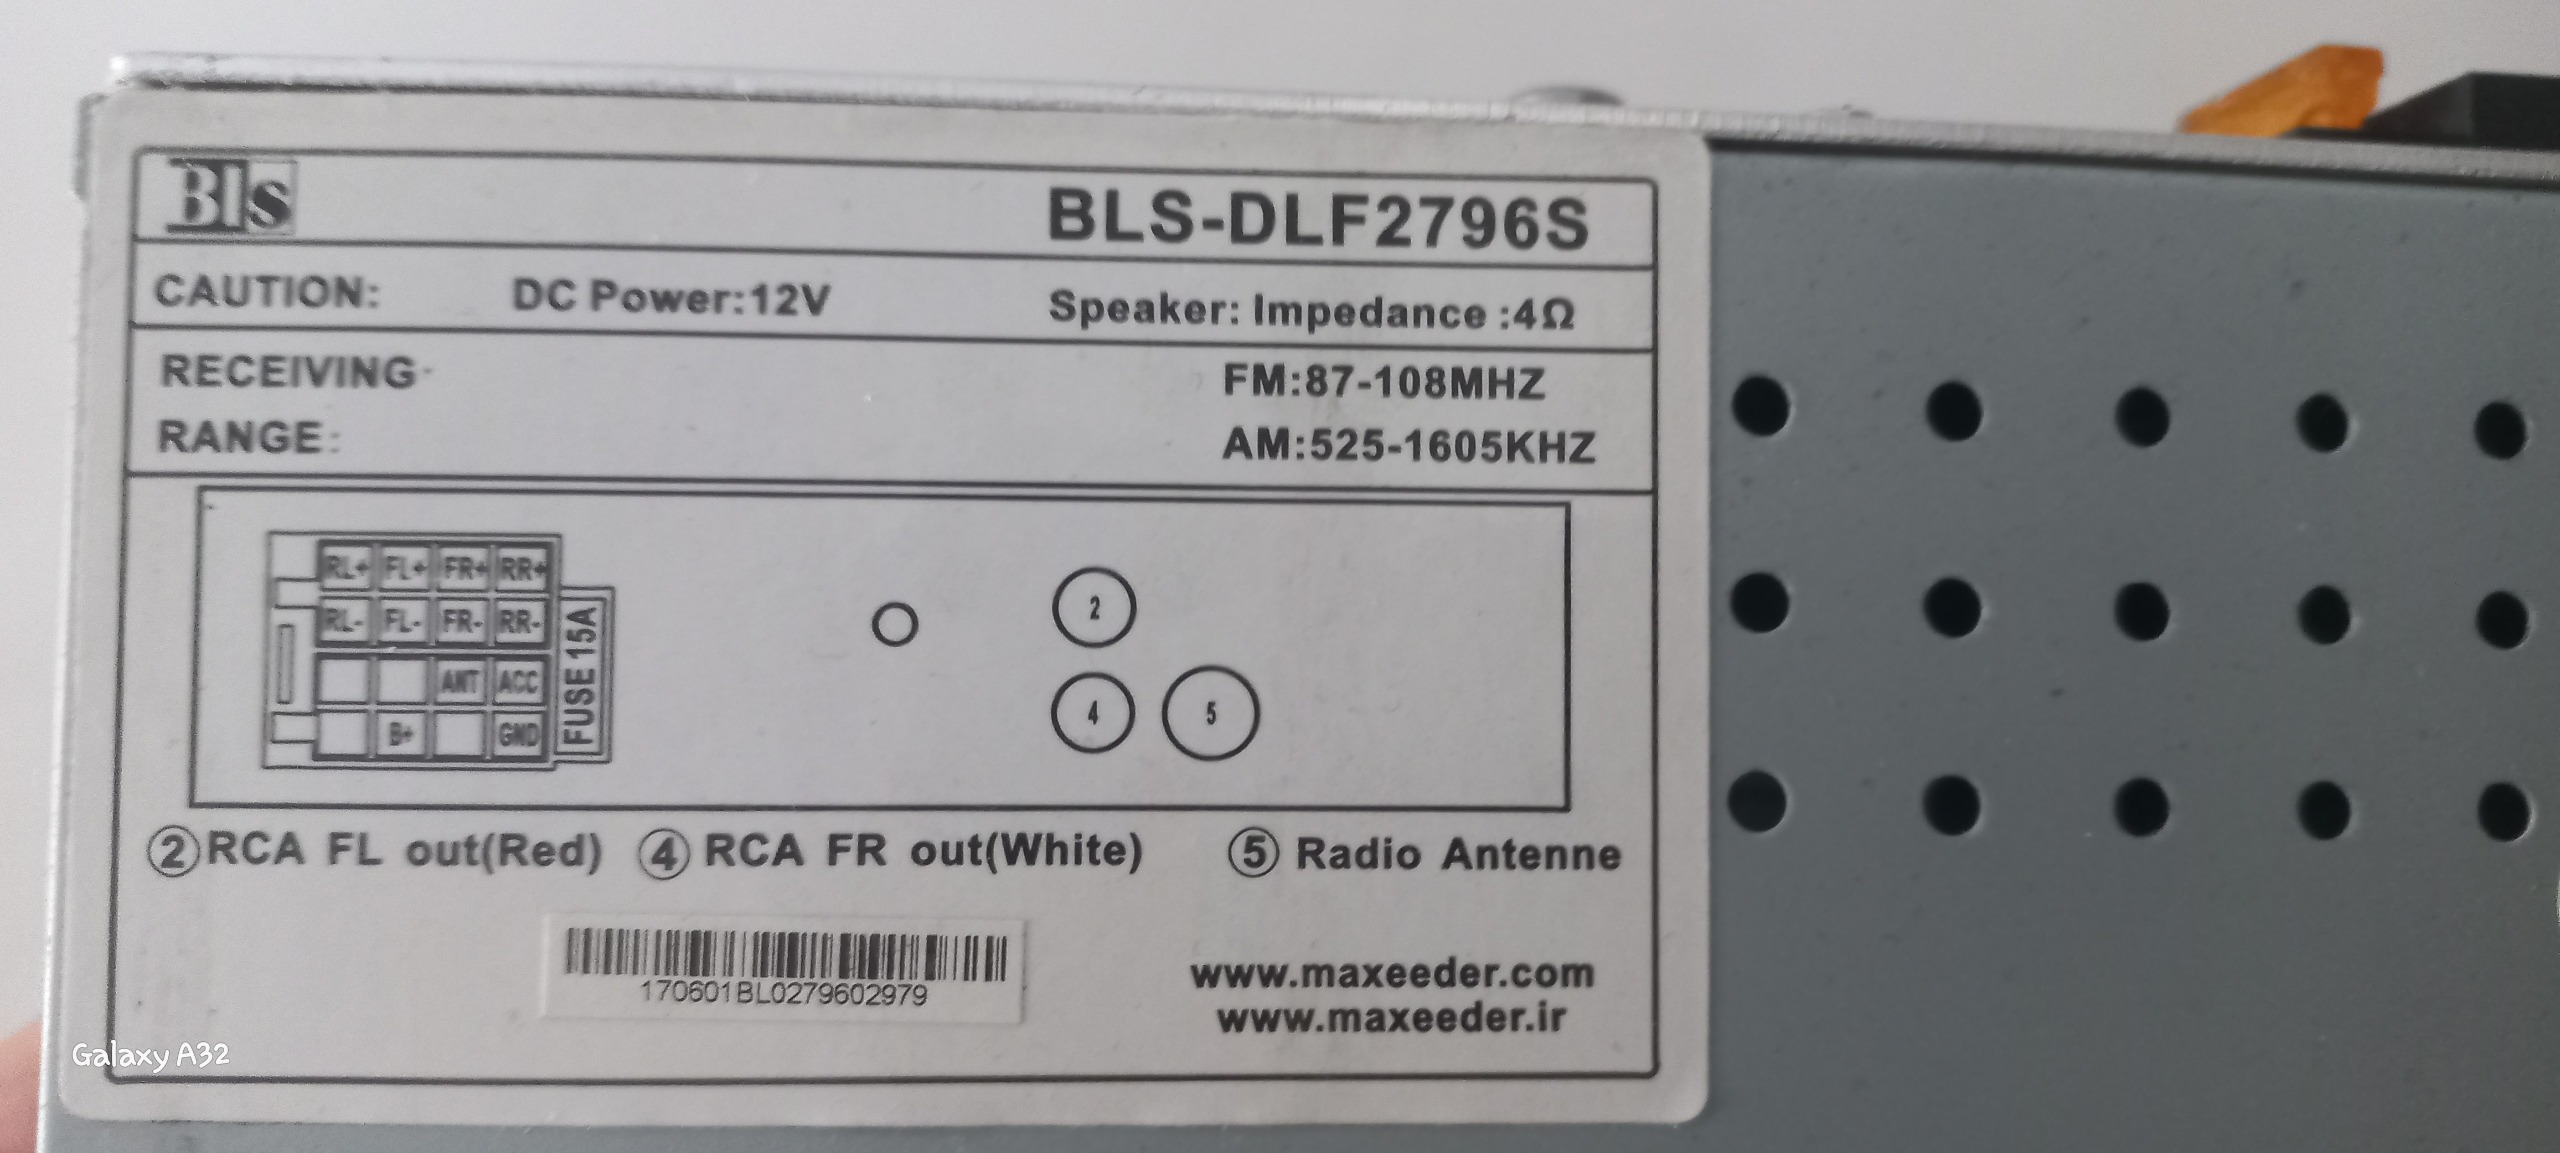 Bls
BLS-DLF2796S
CAUTION: DC Power:12V Speaker: Impedance :4Ω
RECEIVING FM:87-108MHZ
RANGE: AM:525-1605KHZ
RL+ FL+ FR+ RR+
RL- FL- FR- RR-
ANT ACC
B+ GND
FUSE 15A
2
4 5
②RCA FL out(Red) ④RCA FR out(White) ⑤Radio Antenne
170601BL0279602979
www.maxeeder.com
www.maxeeder.ir
Galaxy A32